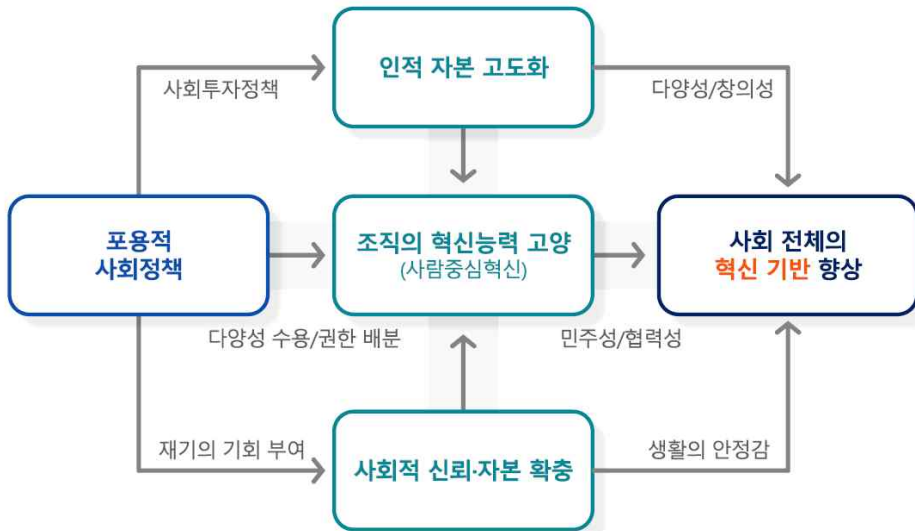 인적 자본 고도화
사회투자정책
다양성/창의성
포용적
사회정책
조직의 혁신능력 고양
(사람중심혁신)
사회 전체의
혁신 기반 향상
다양성 수용/권한 배분
민주성/협력성
재기의 기회 부여
사회적 신뢰·자본 확충
생활의 안정감